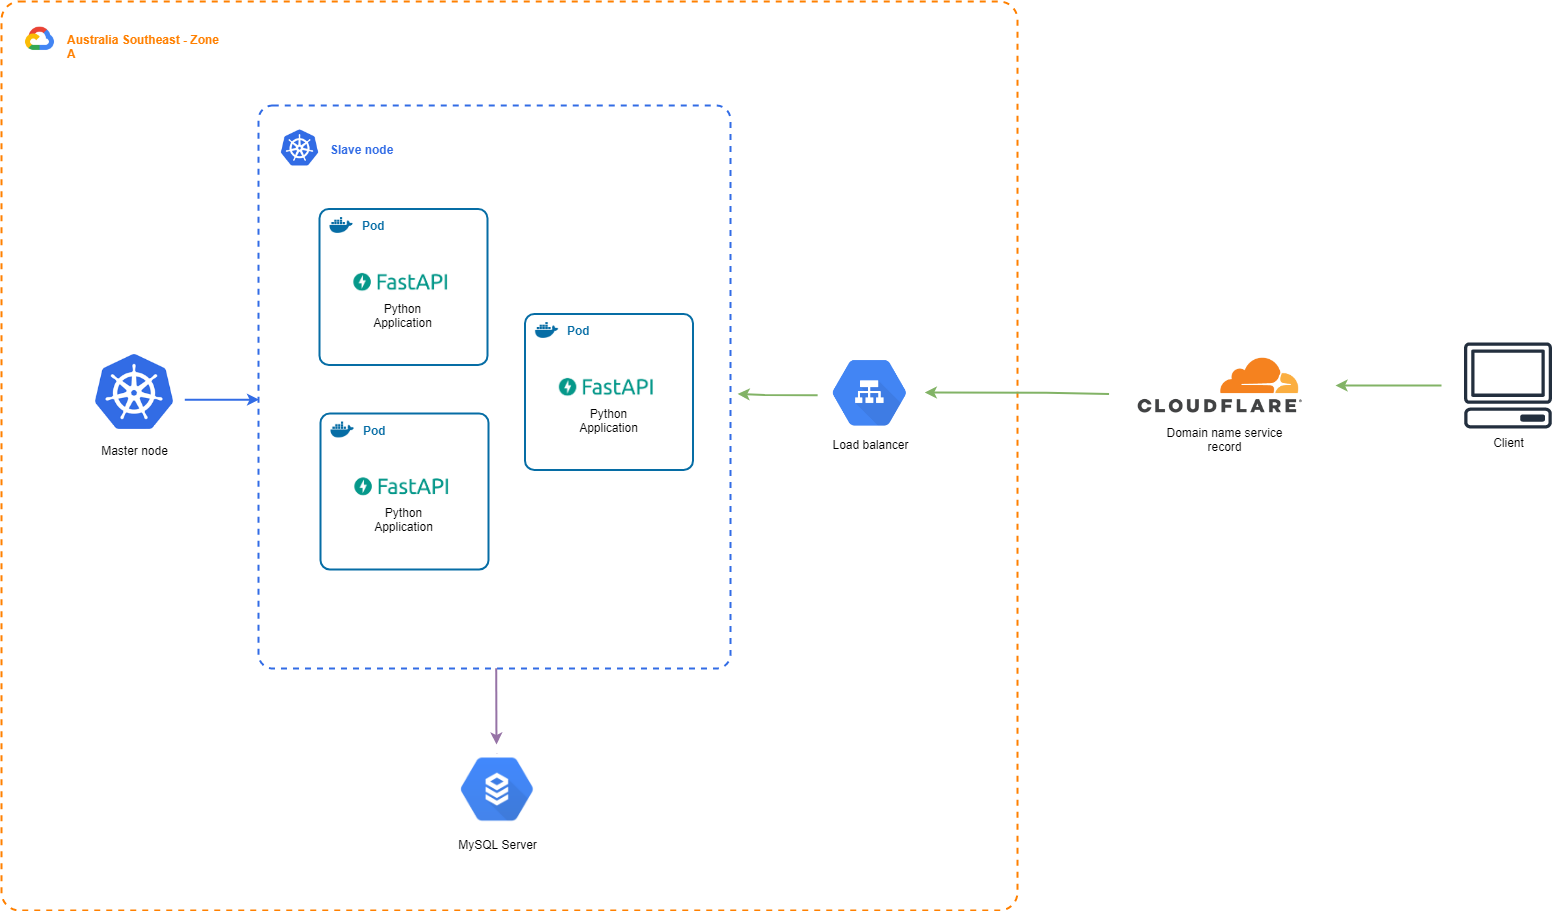 Australia Southeast - Zone
A
Slave node
Pod
FastAPI
Python
Application
Pod
FastAPI
Python
Application
Pod
FastAPI
Python
Application
Master node
Load balancer
CLOUDFLARE
Domain name service
record
Client
MySQL Server